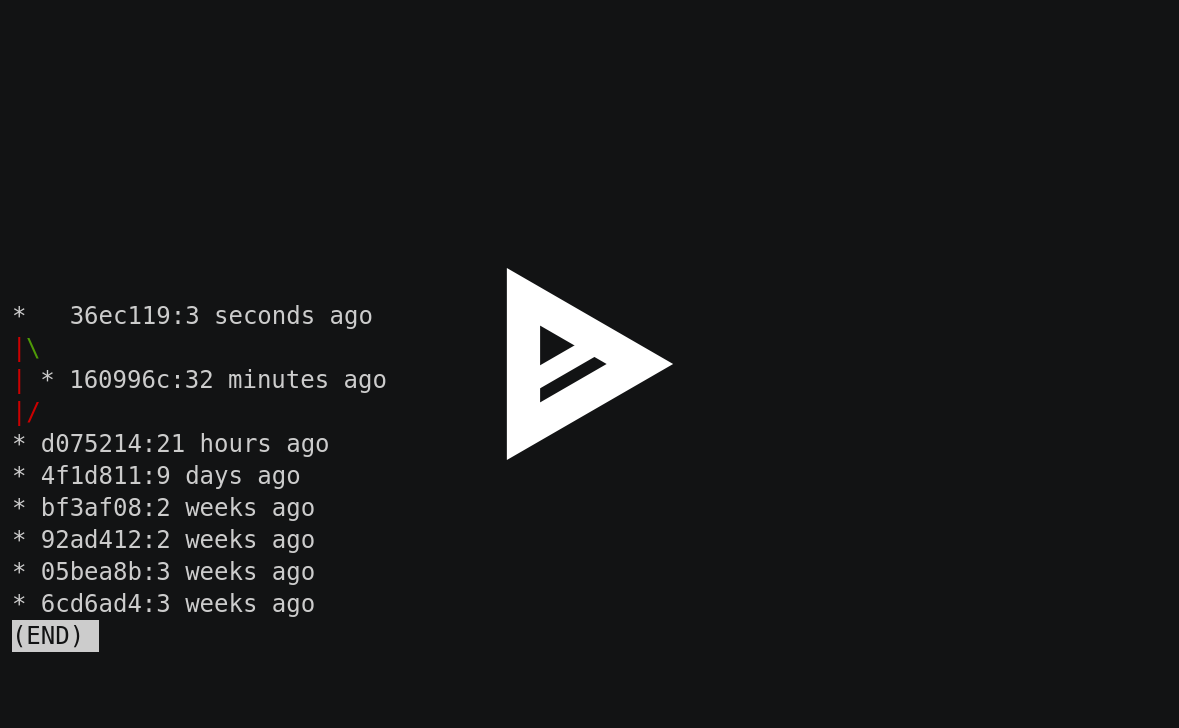 *   36ec119:3 seconds ago
|\
| * 160996c:32 minutes ago
|/
* d075214:21 hours ago
* 4f1d811:9 days ago
* bf3af08:2 weeks ago
* 92ad412:2 weeks ago
* 05bea8b:3 weeks ago
* 6cd6ad4:3 weeks ago
(END)